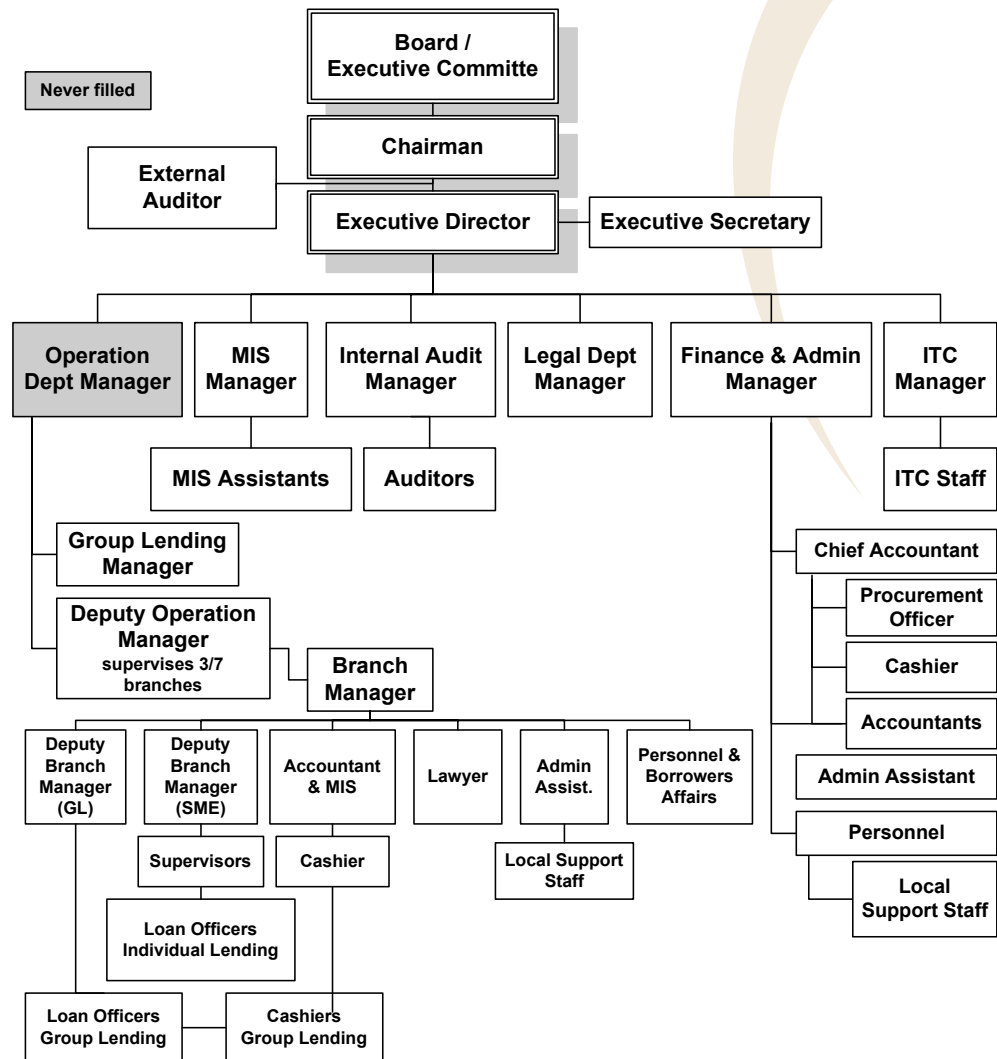 Board /
Executive Committe
Never filled
Chairman
External
Auditor
Executive Director
Executive Secretary
Operation
Dept Manager
MIS
Manager
Internal Audit
Manager
Legal Dept
Manager
Finance & Admin
Manager
ITC
Manager
MIS Assistants
Auditors
ITC Staff
Group Lending
Manager
Chief Accountant
Procurement
Officer
Deputy Operation
Manager
supervises 3/7
branches
Branch
Manager
Cashier
Accountants
Deputy
Branch
Manager
(GL)
Deputy
Branch
Manager
(SME)
Accountant
& MIS
Lawyer
Admin
Assist.
Personnel &
Borrowers
Affairs
Admin Assistant
Personnel
Supervisors
Cashier
Local Support
Staff
Local
Support Staff
Loan Officers
Individual Lending
Loan Officers
Group Lending
Cashiers
Group Lending